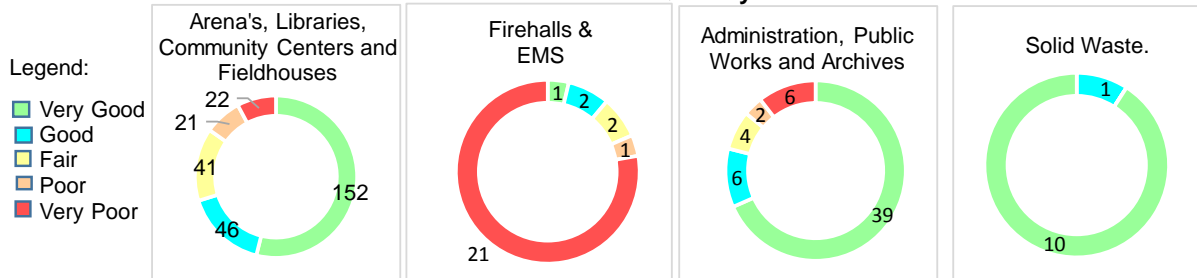 Legend:
Very Good
Good
Fair
Poor
Very Poor
Arena's, Libraries,
Community Centers and
Fieldhouses
22
21
41
46
152
Firehalls &
EMS
1
2
2
1
21
Administration, Public
Works and Archives
6
2
4
6
39
Solid Waste.
1
10